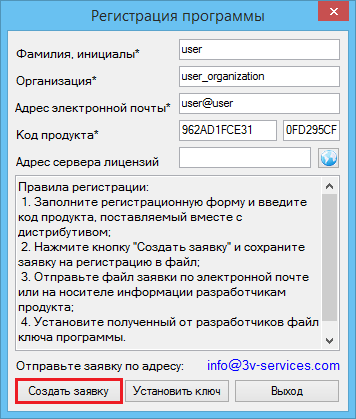 Регистрация программы
Фамилия, инициалы* user
Организация* user_organization
Адрес электронной почты* user@user
Код продукта* 962AD1FCE31 0FD295CF
Адрес сервера лицензий
Правила регистрации:
1. Заполните регистрационную форму и введите
код продукта, поставляемый вместе с
дистрибутивом;
2. Нажмите кнопку "Создать заявку" и сохраните
заявку на регистрацию в файл;
3. Отправьте файл заявки по электронной почте
или на носителе информации разработчикам
продукта;
4. Установите полученный от разработчиков файл
ключа программы.
Отправьте заявку по адресу: info@3v-services.com
Создать заявку Установить ключ Выход